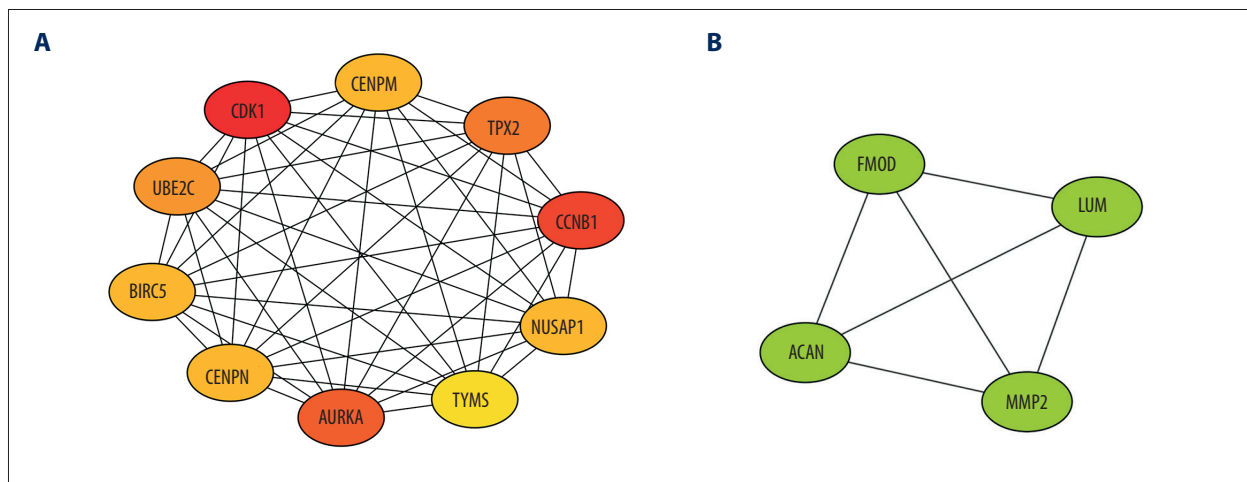 A
CENPM
CDK1
TPX2
UBE2C
CCNB1
BIRC5
NUSAP1
CENPN
TYMS
AURKA
B
FMOD
LUM
ACAN
MMP2